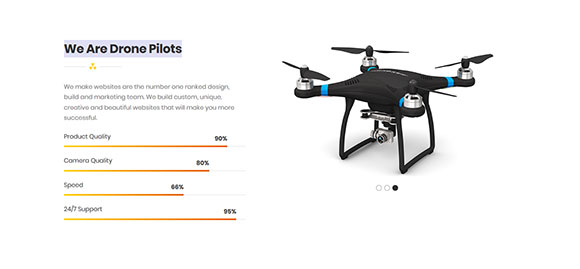 We Are Drone Pilots
We make websites are the number one ranked design,
build and marketing team. We build custom, unique,
creative and beautiful websites that will make you more
successful.
Product Quality
90%
Camera Quality
80%
Speed
66%
24/7 Support
95%